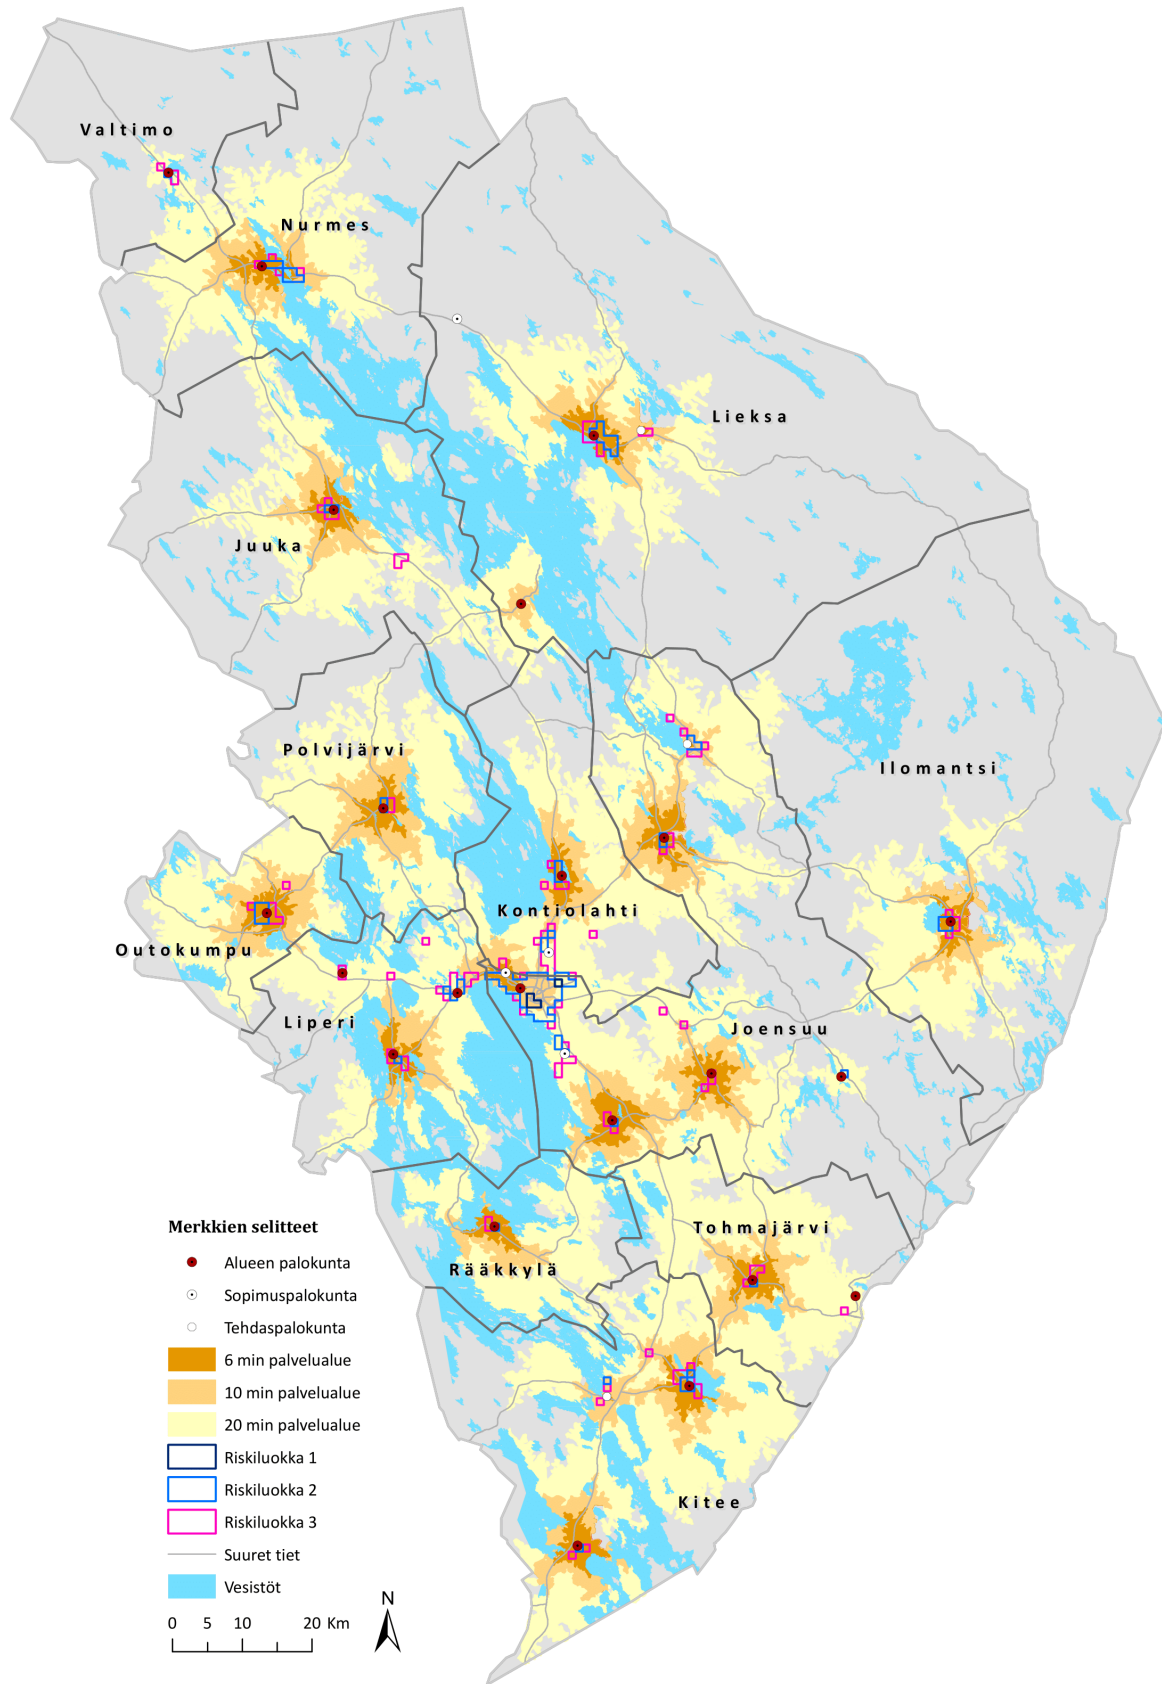 Valtimo
Nurmes
Lieksa
Juuka
Polvijärvi
Ilomantsi
Kontiolahti
Outokumpu
Liperi
Joensuu
Tohmajärvi
Rääkkylä
Kitee
Merkkien selitteet
Alueen palokunta
Sopimuspalokunta
Tehdaspalokunta
6 min palvelualue
10 min palvelualue
20 min palvelualue
Riskiluokka 1
Riskiluokka 2
Riskiluokka 3
Suuret tiet
Vesistöt
N
0 5 10 20 Km